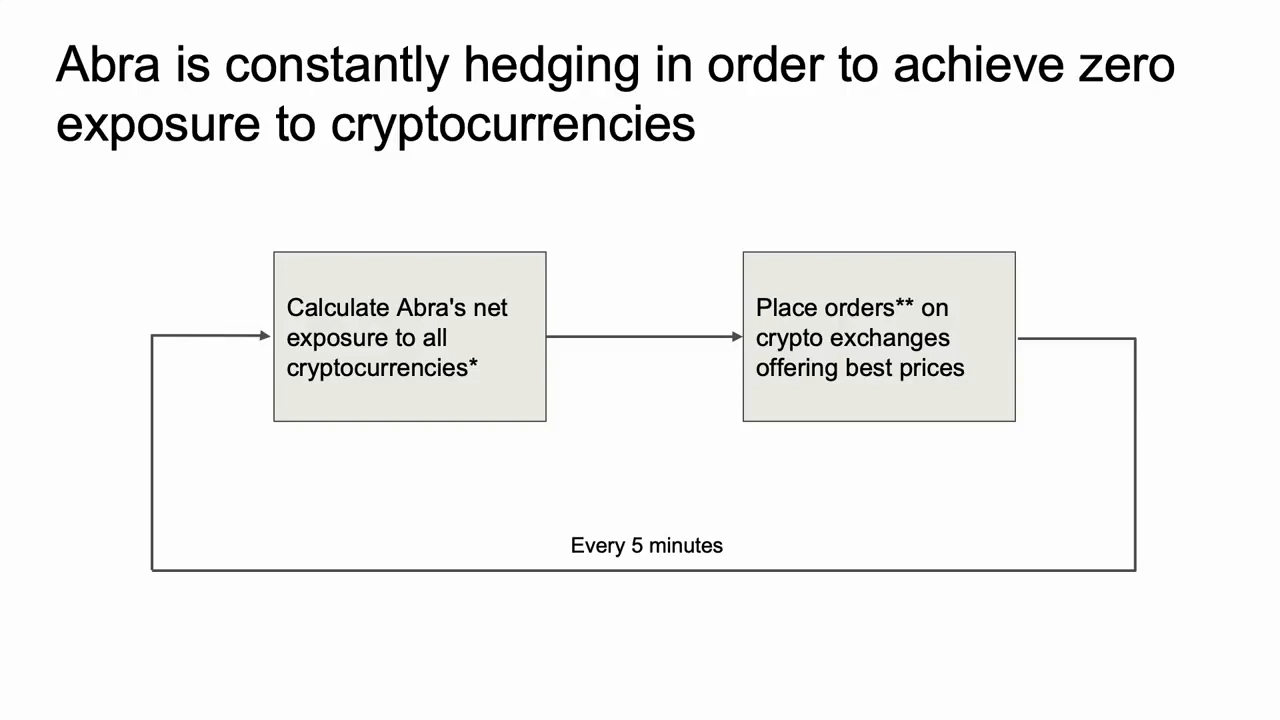 Abra is constantly hedging in order to achieve zero
exposure to cryptocurrencies
Calculate Abra's net
exposure to all
cryptocurrencies*
Place orders** on
crypto exchanges
offering best prices
Every 5 minutes